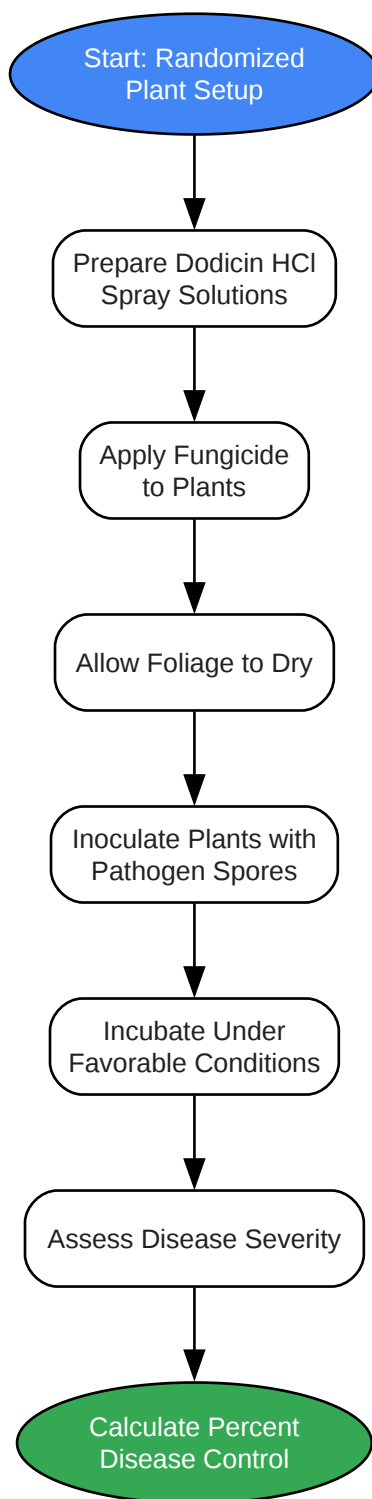 Start: Randomized
Plant Setup
Prepare Dodicin HCl
Spray Solutions
Apply Fungicide
to Plants
Allow Foliage to Dry
Inoculate Plants with
Pathogen Spores
Incubate Under
Favorable Conditions
Assess Disease Severity
Calculate Percent
Disease Control